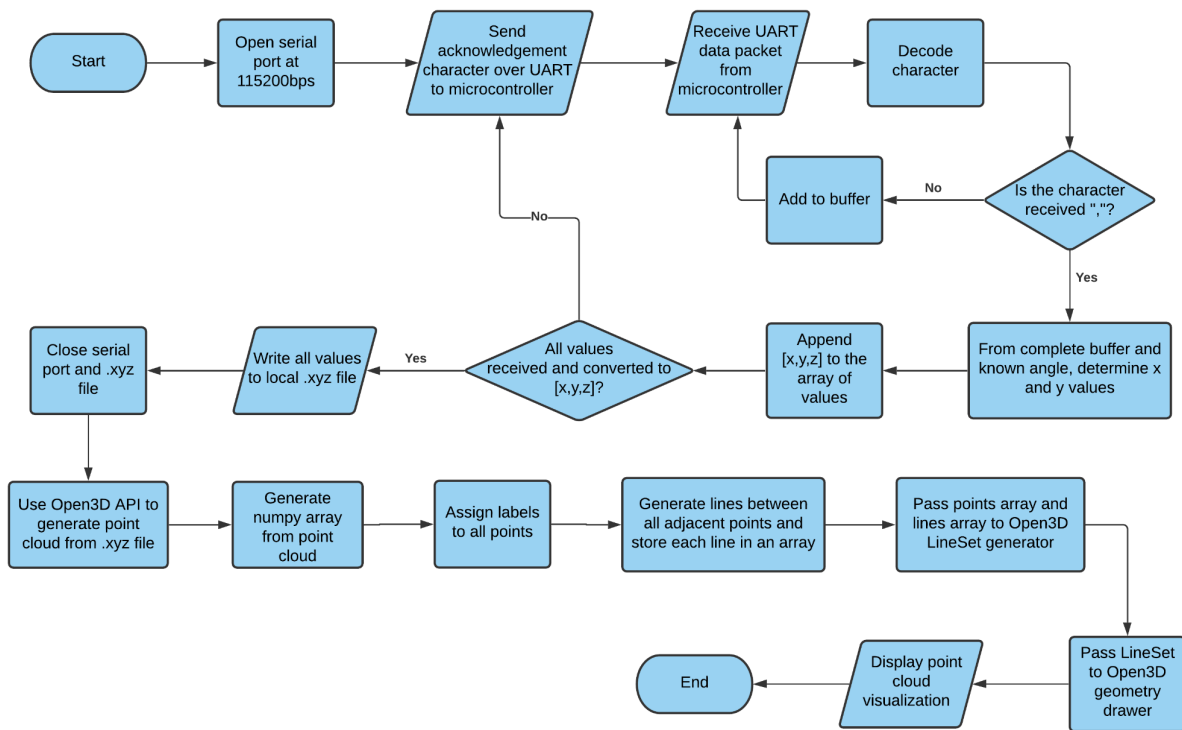 Start
Open serial
port at
115200bps
Send
acknowledgement
character over UART
to microcontroller
Receive UART
data packet
from
microcontroller
Decode
character
Is the character
received ","?
No
Add to buffer
Yes
From complete buffer and
known angle, determine x
and y values
Append
[x,y,z] to the
array of
values
All values
received and converted to
[x,y,z]?
No
Yes
Write all values
to local .xyz file
Close serial
port and .xyz
file
Use Open3D API to
generate point
cloud from .xyz file
Generate
numpy array
from point
cloud
Assign labels
to all points
Generate lines between
all adjacent points and
store each line in an array
Pass points array and
lines array to Open3D
LineSet generator
Pass LineSet
to Open3D
geometry
drawer
Display point
cloud
visualization
End